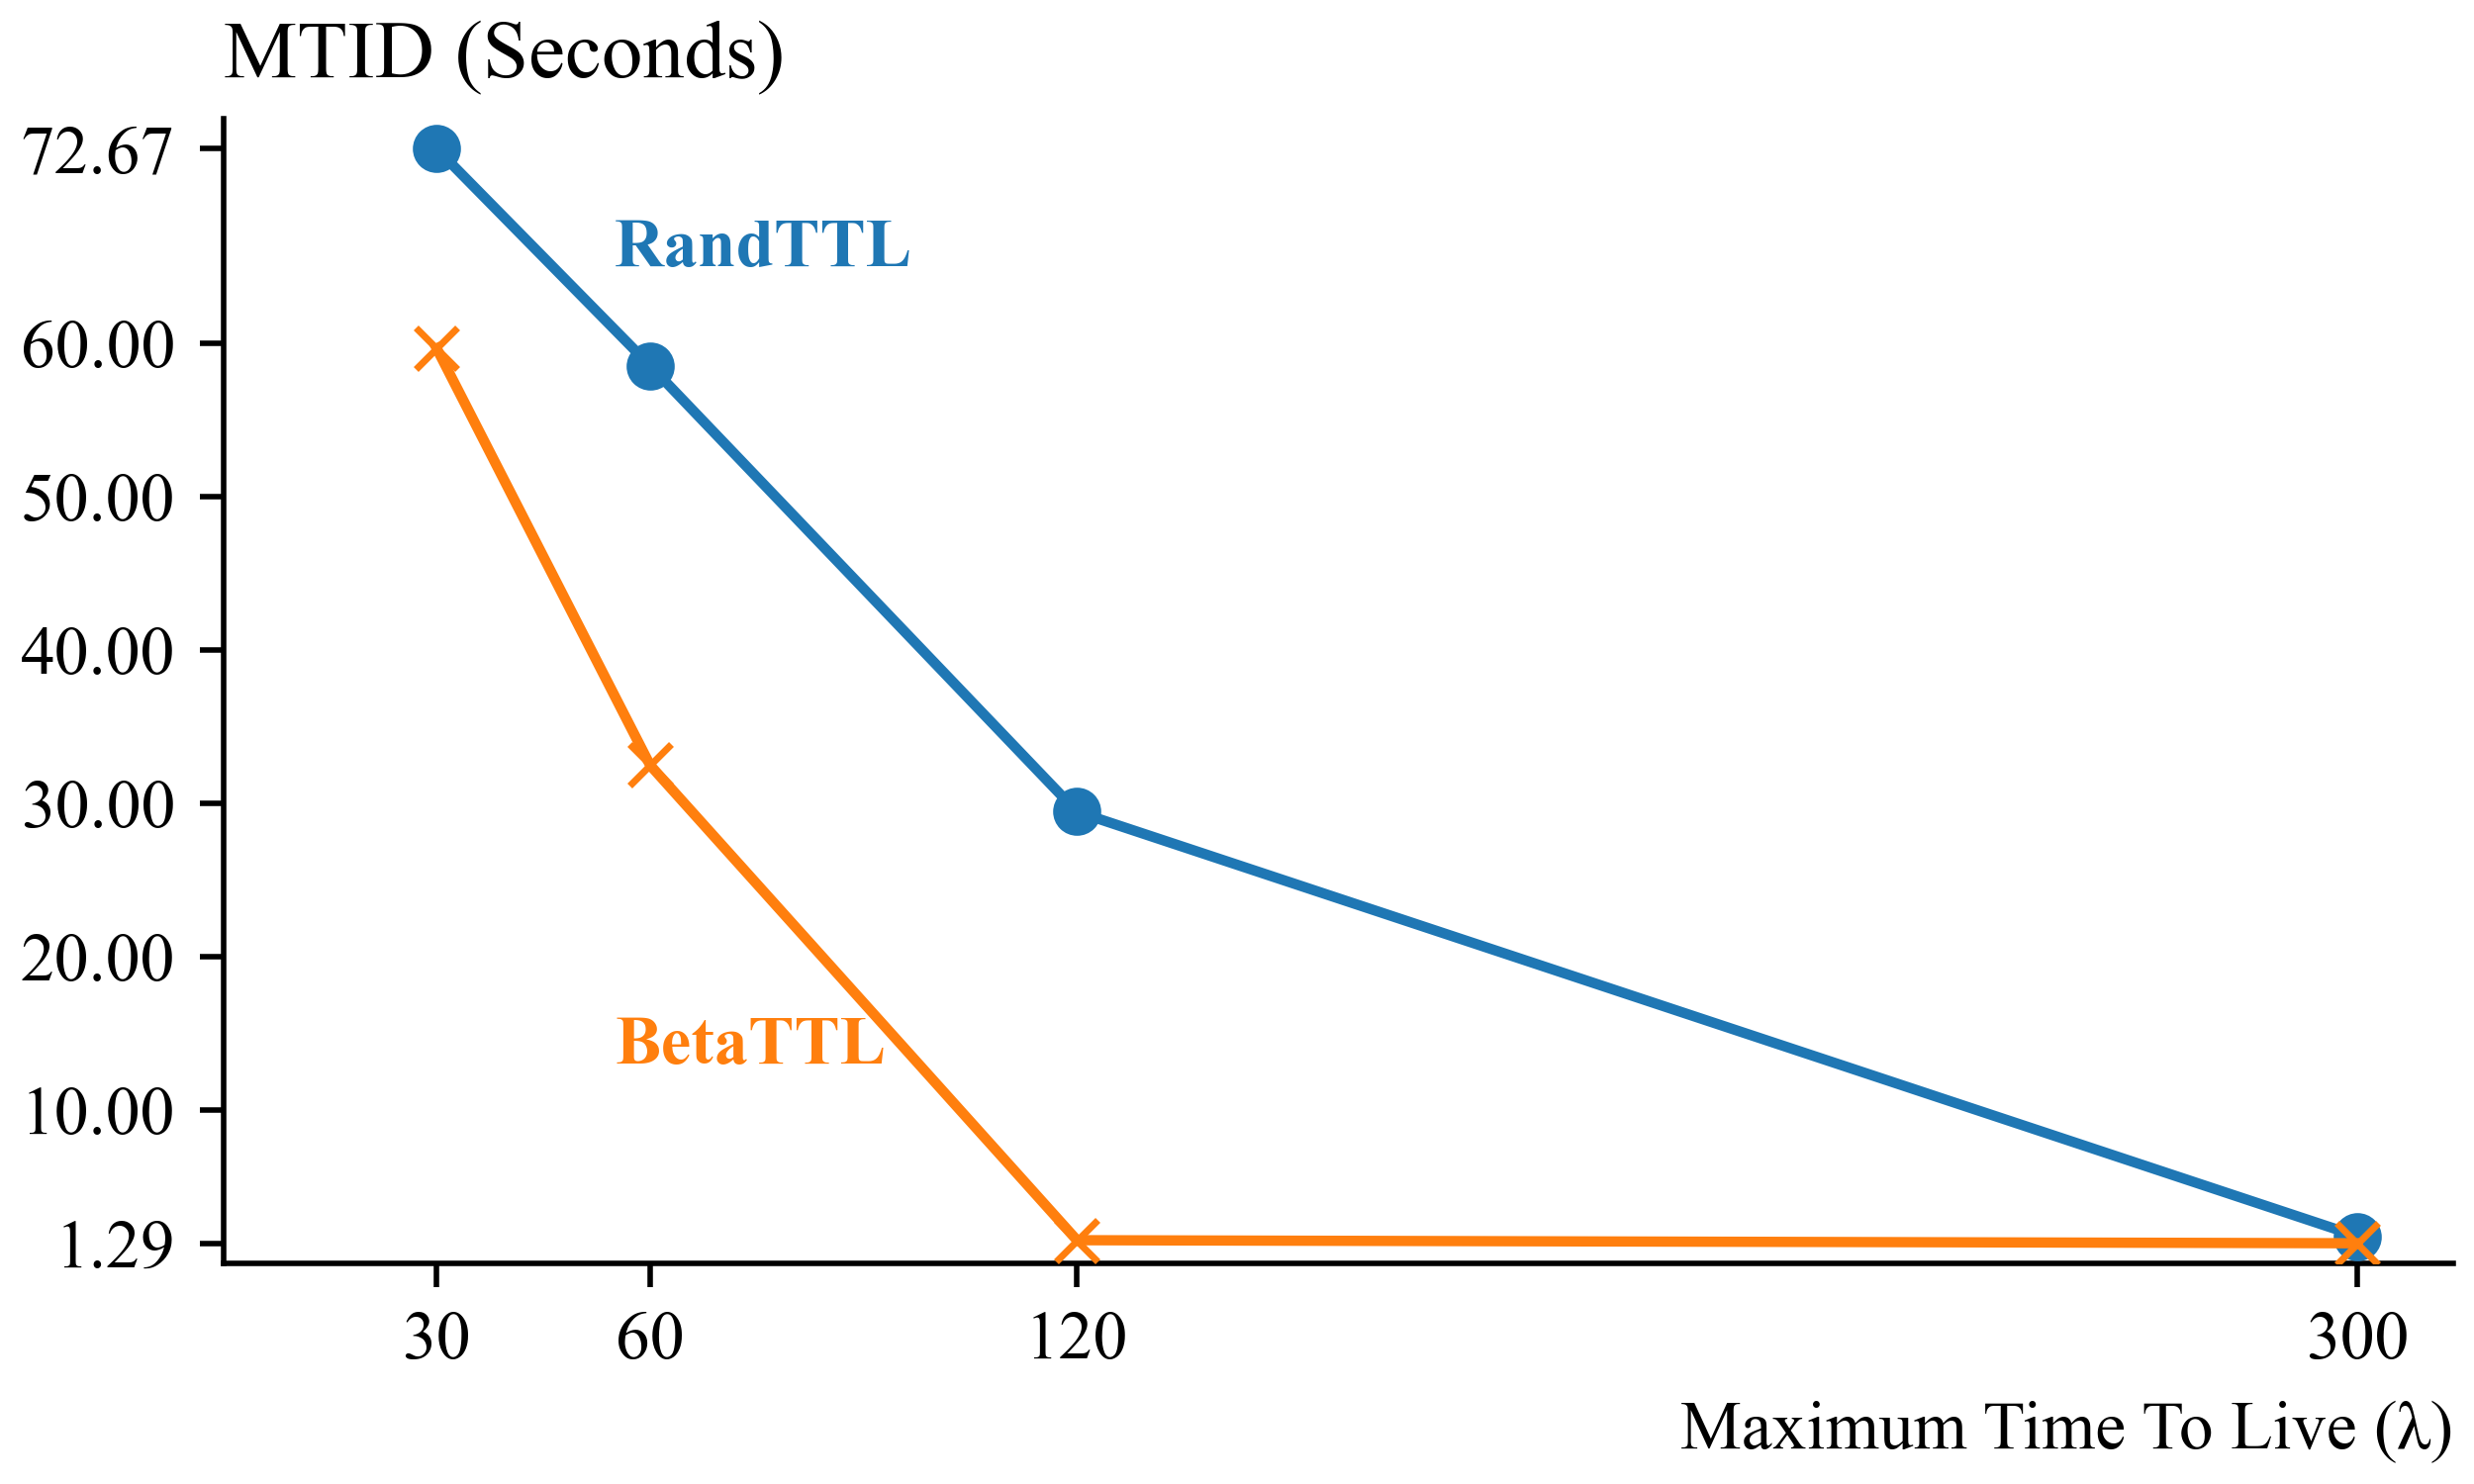 MTID (Seconds)
72.67
RandTTL
60.00
50.00
40.00
30.00
20.00
BetaTTL
10.00
1.29
30 60 120 300
Maximum Time To Live (λ)